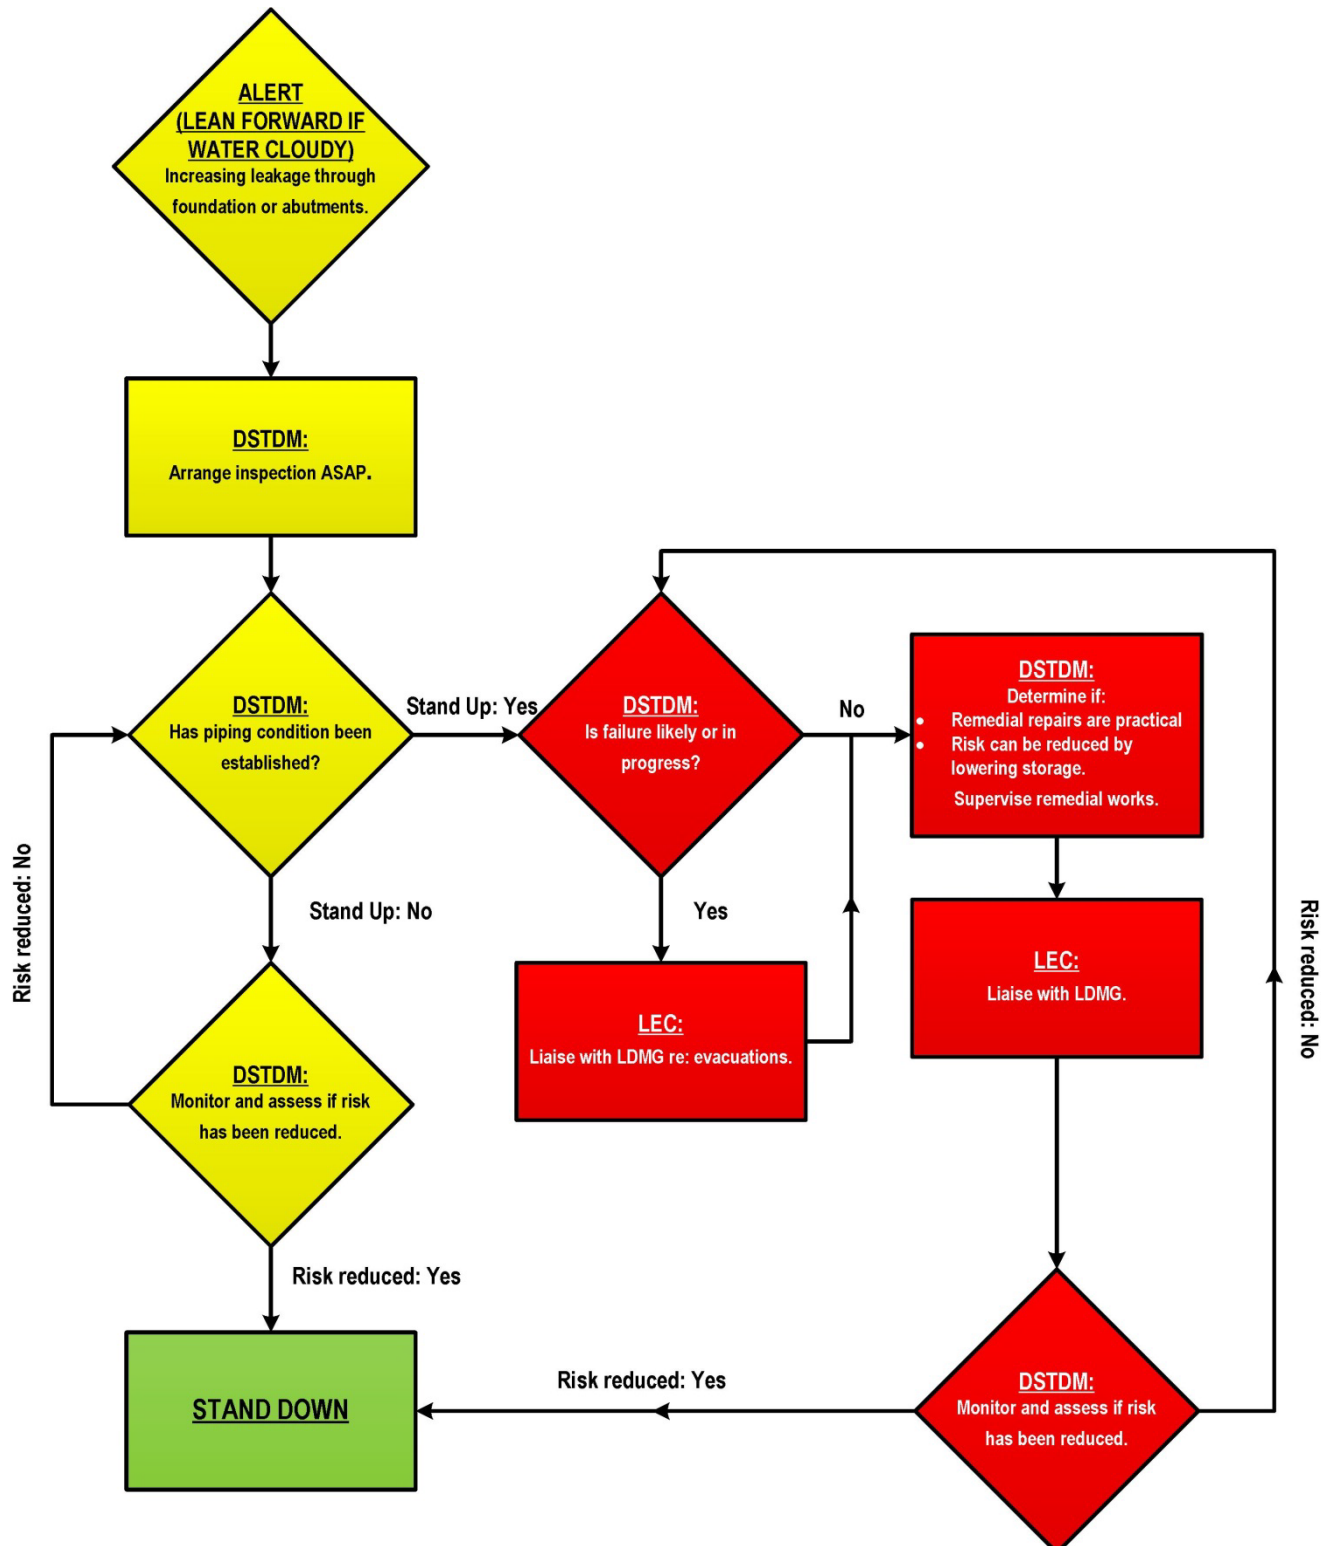 ALERT
(LEAN FORWARD IF
WATER CLOUDY)
Increasing leakage through
foundation or abutments.
DSTDM:
Arrange inspection ASAP.
DSTDM:
Has piping condition been
established?
Stand Up: Yes
DSTDM:
Is failure likely or in
progress?
No
DSTDM:
Determine if:
• Remedial repairs are practical
• Risk can be reduced by
lowering storage.
Supervise remedial works.
Risk reduced: No
Stand Up: No
Yes
LEC:
Liaise with LDMG re: evacuations.
LEC:
Liaise with LDMG.
Risk reduced: No
DSTDM:
Monitor and assess if risk
has been reduced.
Risk reduced: Yes
STAND DOWN
Risk reduced: Yes
DSTDM:
Monitor and assess if risk
has been reduced.